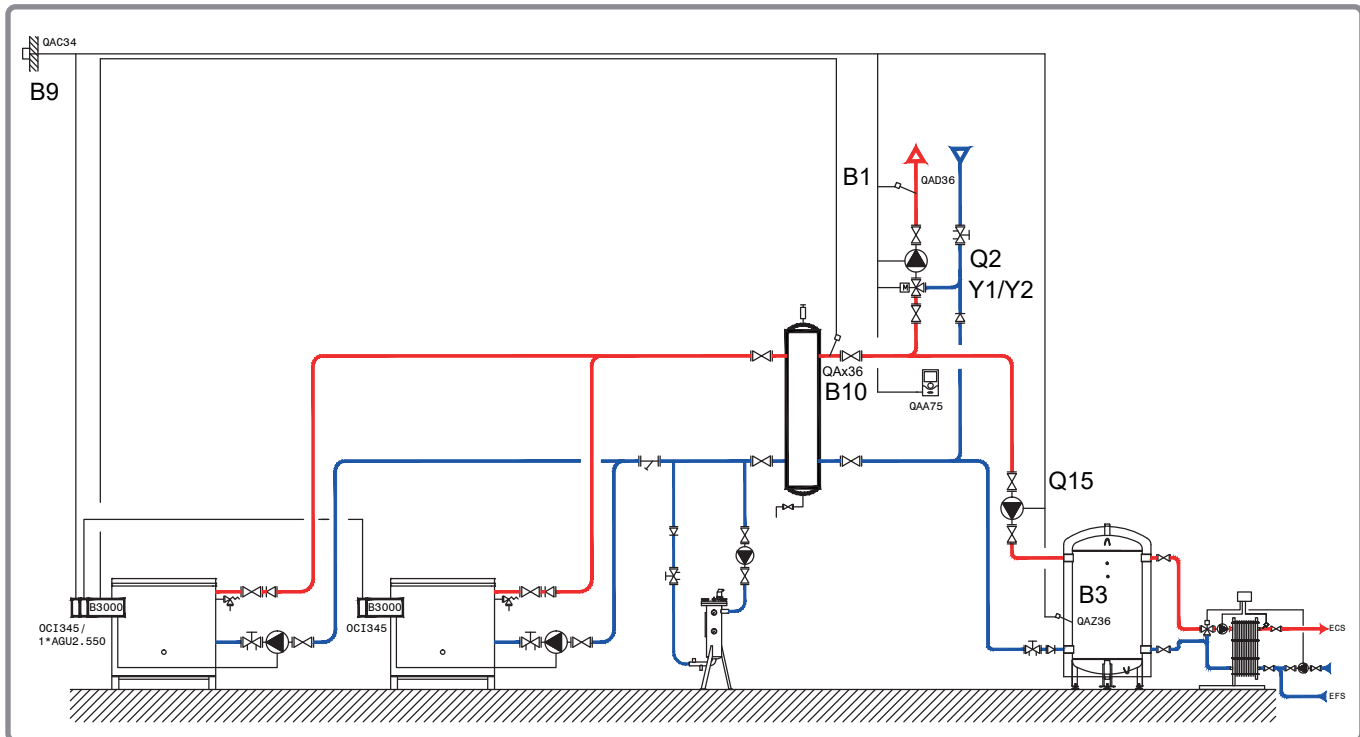 QAC34
B9
B1
QAD36
Q2
Y1/Y2
QAx36
B10
QAA75
Q15
B3000
OCI345/
1*AGU2.550
B3000
OCI345
B3
QAZ36
M
ECS
EFS